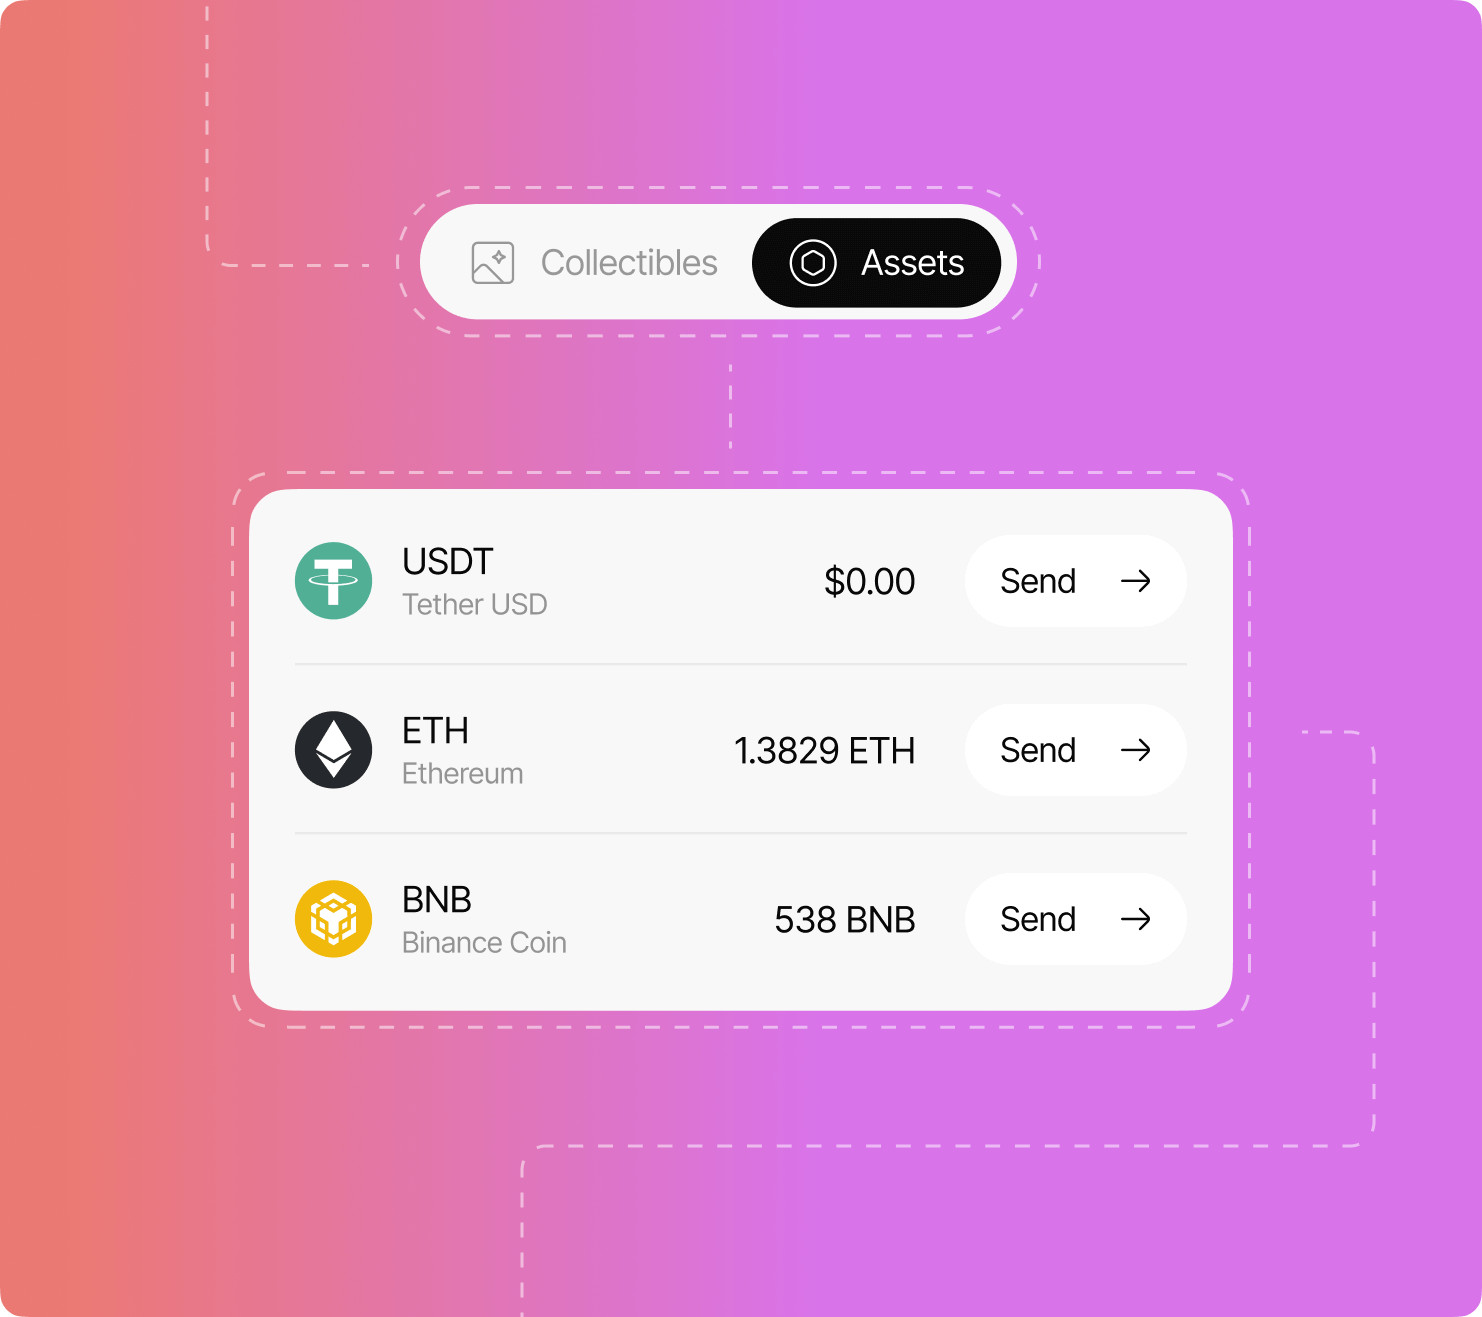 Collectibles Assets
USDT
Tether USD
$0.00 Send
ETH
Ethereum
1.3829 ETH Send
BNB
Binance Coin
538 BNB Send